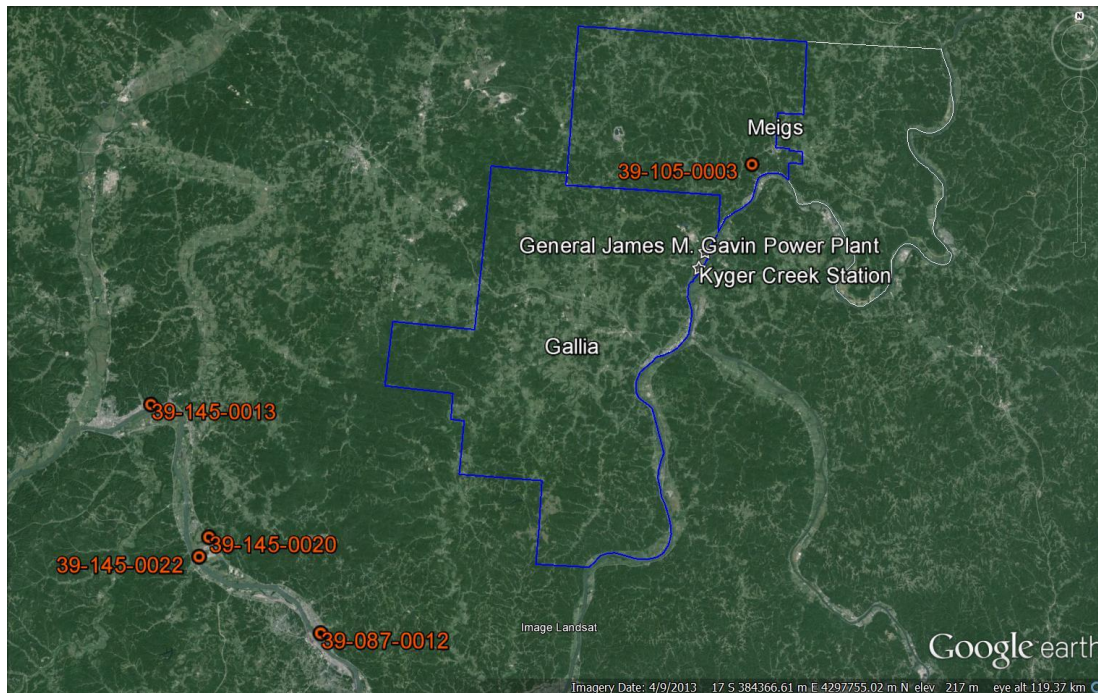 N
Meigs
39-105-0003
General James M. Gavin Power Plant
Kyger Creek Station
Gallia
39-145-0013
39-145-0020
39-145-0022
39-087-0012
Image Landsat
Google earth
Imagery Date: 4/9/2013 17 S 384366.61 m E 4297755.02 m N elev 217 m eye alt 119.37 km